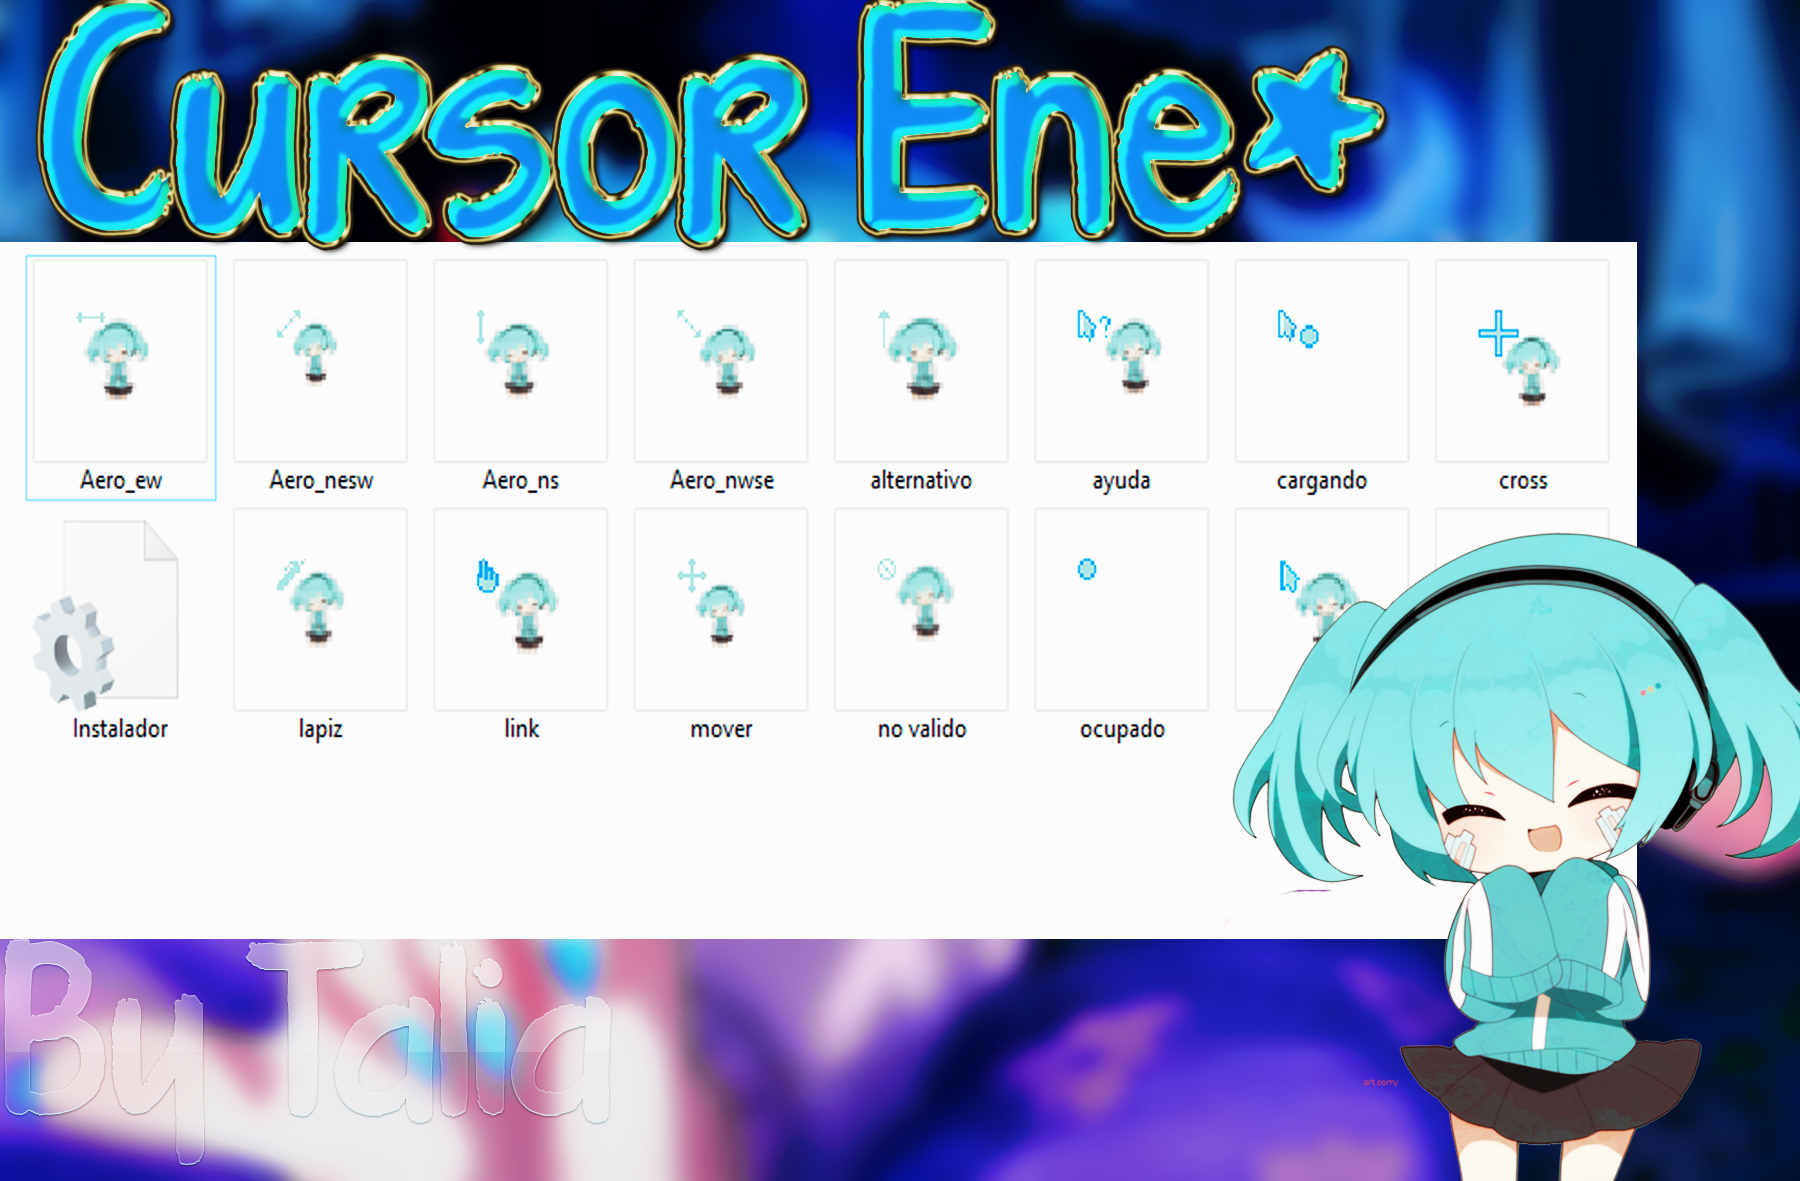 Cursor Ene
Aero_ew Aero_nesw Aero_ns Aero_nwse alternativo ayuda cargando cross
Instalador lapiz link mover no valido ocupado
By Talia